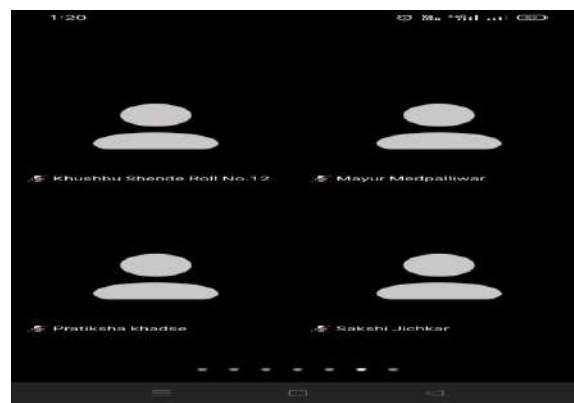 1:20
Khushbu Shende Roll No.12
Mayur Medpalliwar
Pratiksha khadse
Sakshi Jichkar